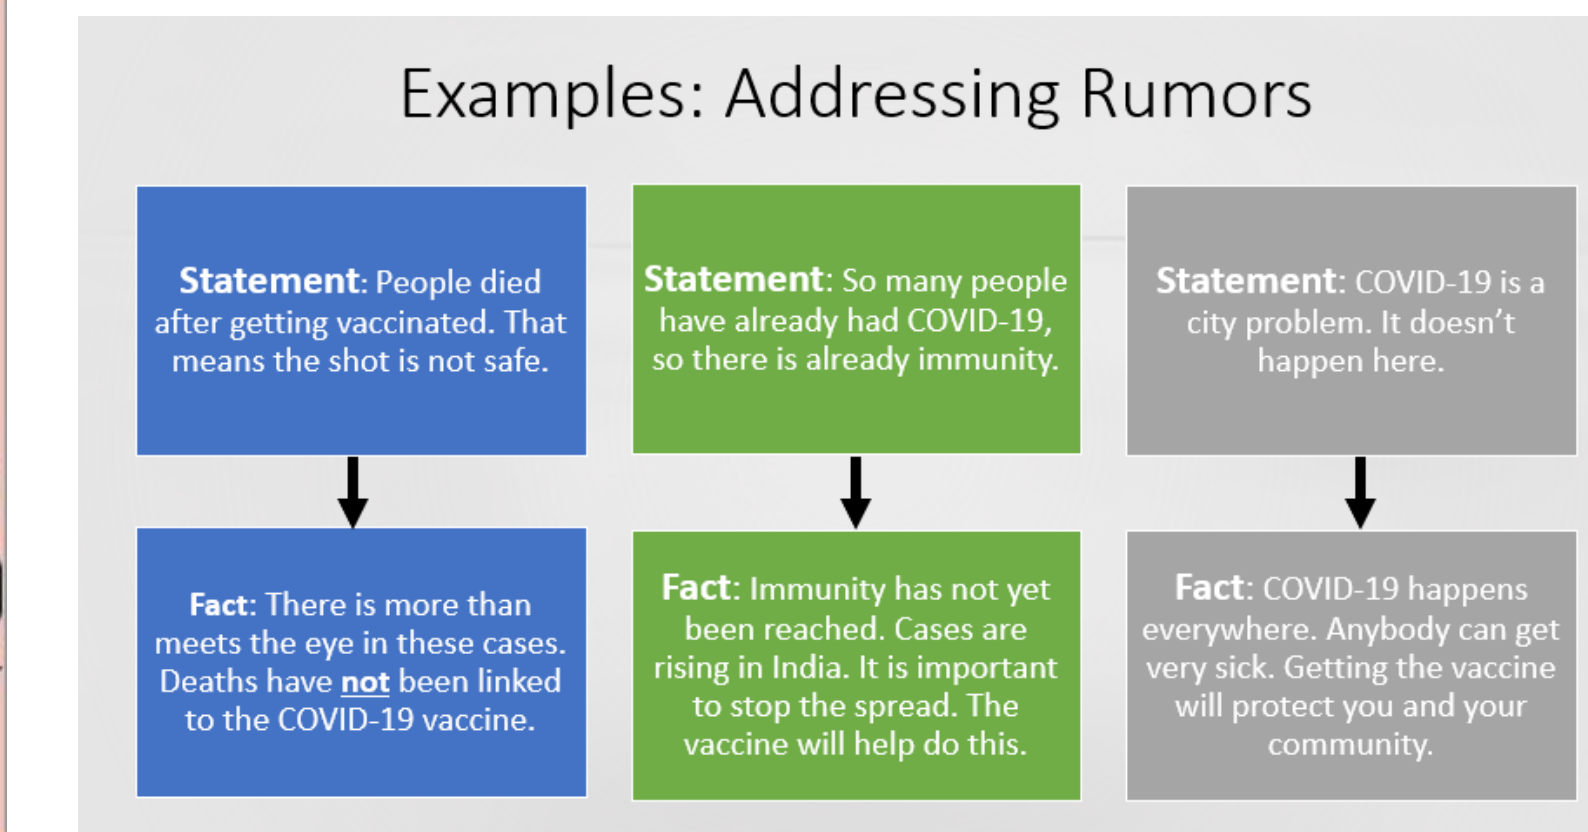 Examples: Addressing Rumors
Statement: People died
after getting vaccinated. That
means the shot is not safe.
Statement: So many people
have already had COVID-19,
so there is already immunity.
Statement: COVID-19 is a
city problem. It doesn’t
happen here.
Fact: There is more than
meets the eye in these cases.
Deaths have not been linked
to the COVID-19 vaccine.
Fact: Immunity has not yet
been reached. Cases are
rising in India. It is important
to stop the spread. The
vaccine will help do this.
Fact: COVID-19 happens
everywhere. Anybody can get
very sick. Getting the vaccine
will protect you and your
community.